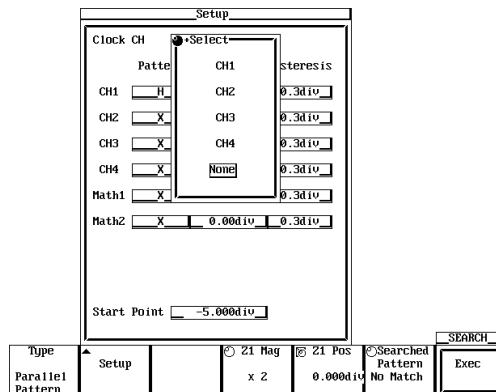 Setup
Clock CH
Select
Patte steresis
CH1
CH2
CH3
CH4
None
CH1 H 0.3div
CH2 X 0.3div
CH3 X 0.3div
CH4 X 0.3div
Math1 X 0.3div
Math2 X 0.00div 0.3div
Start Point -5.000div
SEARCH
Type
Parallel
Pattern
Setup
Z1 Mag
x 2
Z1 Pos
0.000div
Searched
Pattern
No Match
Exec